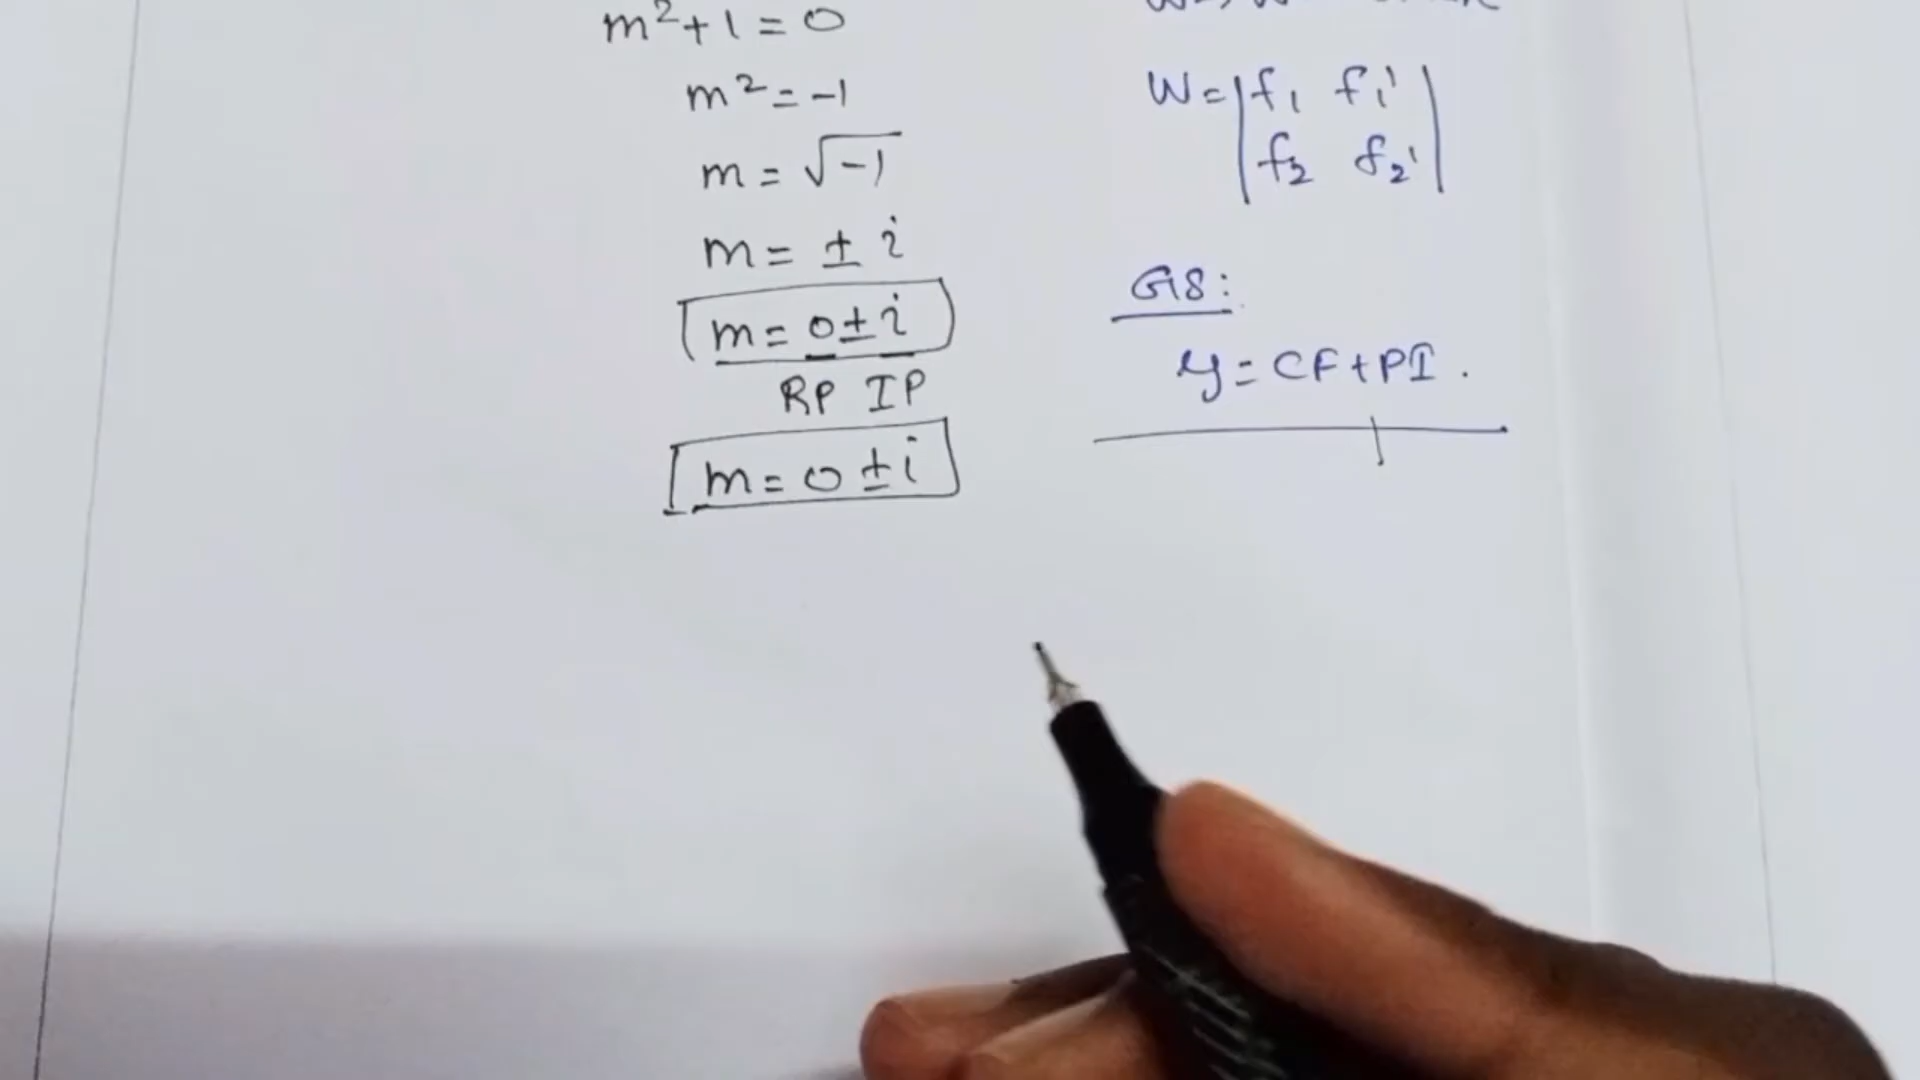 m²+1=0
m²=-1
m=√-1
m= ± i
m= 0±i
RP IP
m= 0 ±i
W= |f₁ f₁'|
|f₂ f₂'|
GS:
y= CF+PI.